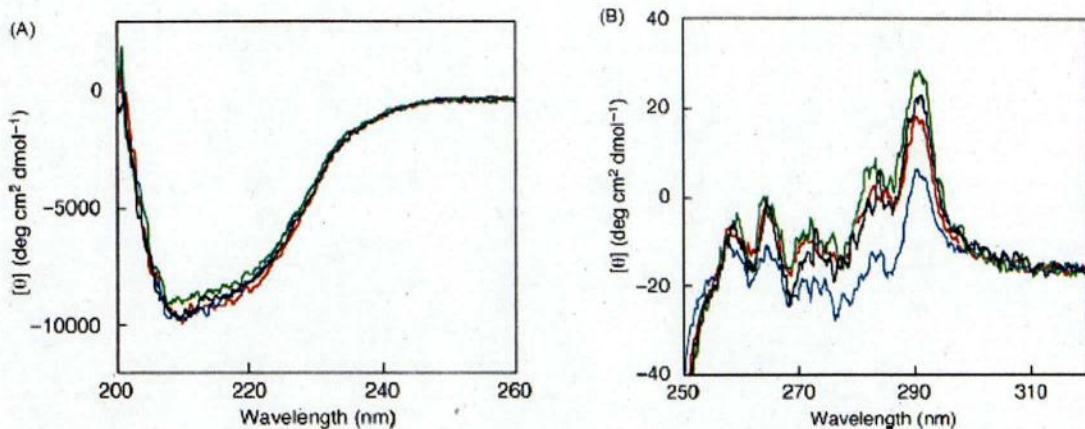 (A)
0
−5000
−10000
[θ] (deg cm² dmol⁻¹)
200 220 240 260
Wavelength (nm)
(B)
40
20
0
−20
−40
[θ] (deg cm² dmol⁻¹)
250 270 290 310
Wavelength (nm)